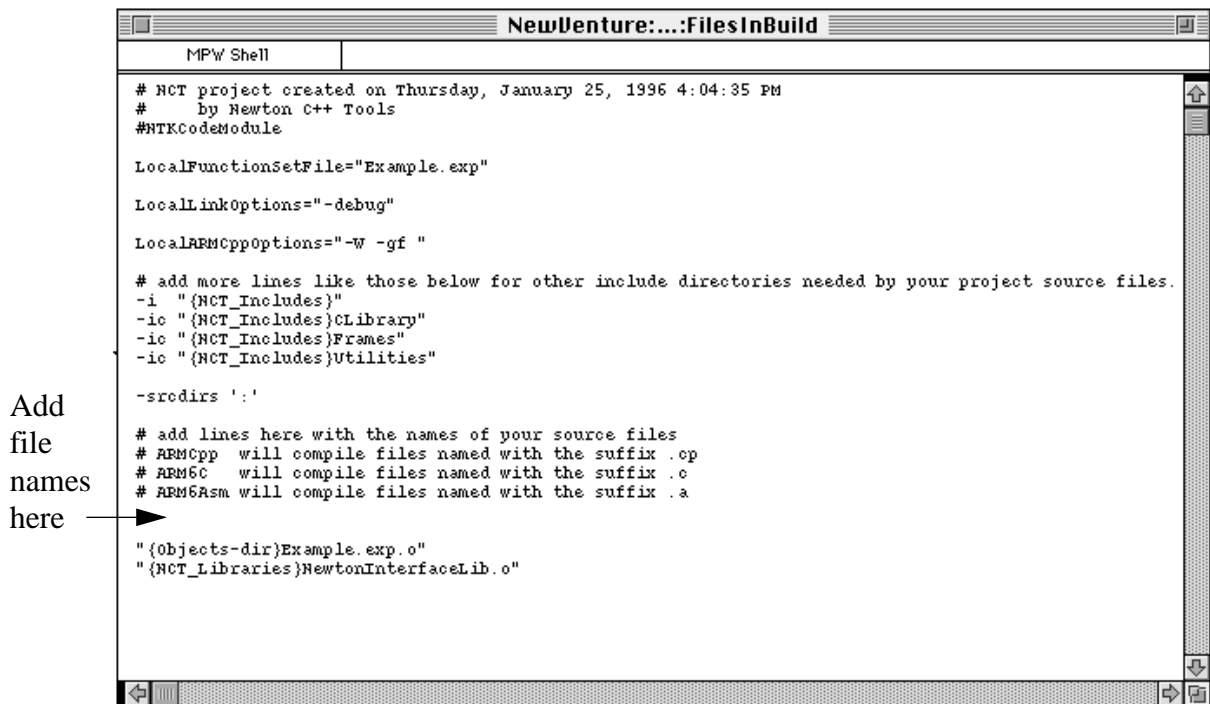 NewVenture:...:FilesInBuild
MPW Shell
# NCT project created on Thursday, January 25, 1996 4:04:35 PM
#     by Newton C++ Tools
#NTKCodeModule
LocalFunctionSetFile="Example.exp"
LocalLinkOptions="-debug"
LocalARMCppOptions="-W -gf "
# add more lines like those below for other include directories needed by your project source files.
-i  "{NCT_Includes}"
-ic "{NCT_Includes}CLibrary"
-ic "{NCT_Includes}Frames"
-ic "{NCT_Includes}Utilities"
-srcdirs ':'
# add lines here with the names of your source files
# ARMCpp  will compile files named with the suffix .cp
# ARM6C   will compile files named with the suffix .c
# ARM6Asm will compile files named with the suffix .a
Add
file
names
here
"{Objects-dir}Example.exp.o"
"{NCT_Libraries}NewtonInterfaceLib.o"